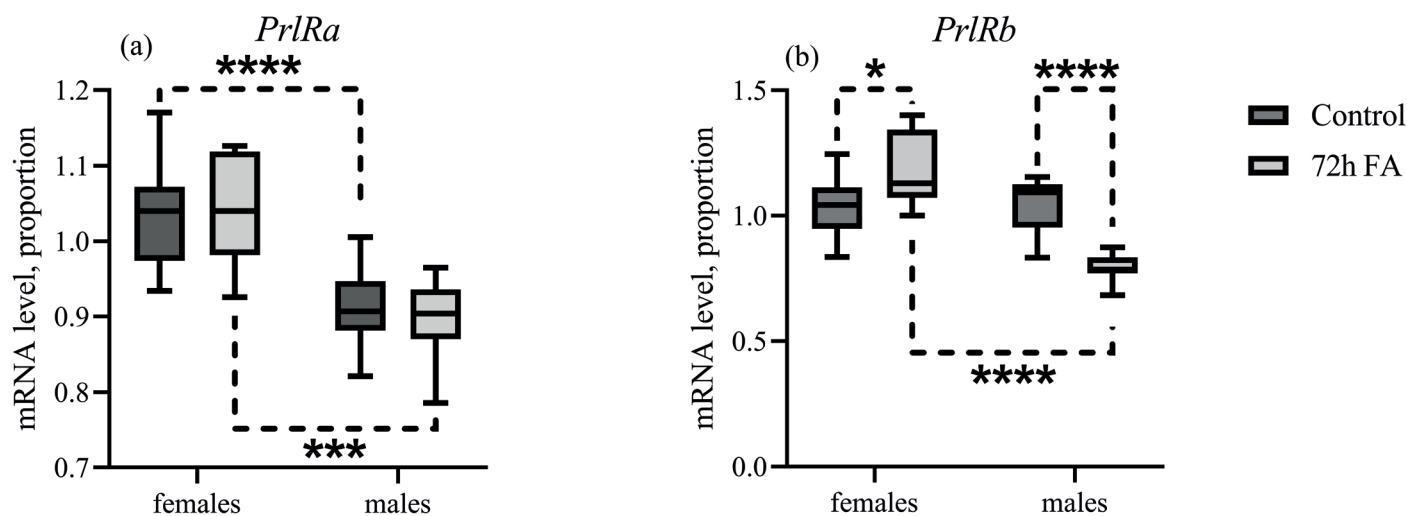 PrlRa
(a)
****
1.2
1.1
1.0
0.9
0.8
0.7
mRNA level, proportion
***
females
males
PrlRb
(b)
*
****
1.5
1.0
0.5
0.0
mRNA level, proportion
****
females
males
Control
72h FA